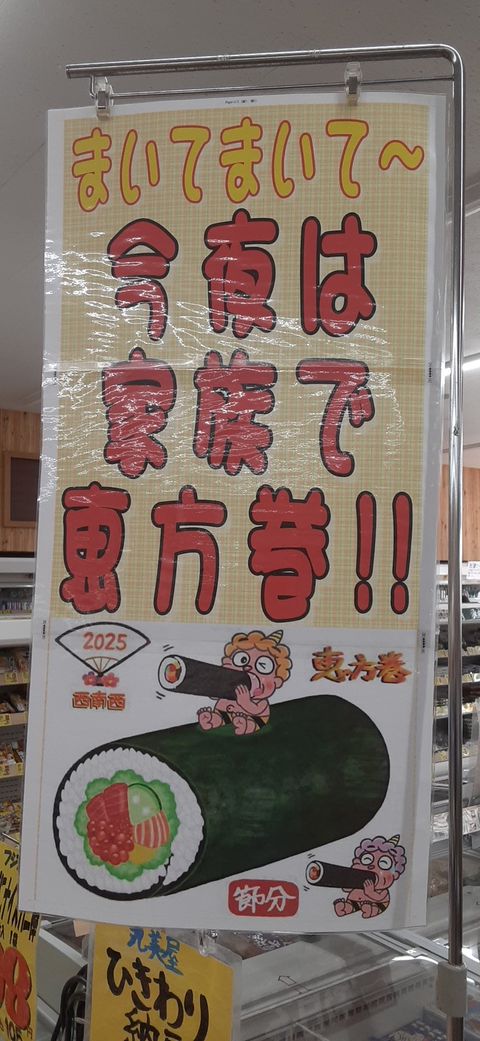 まいてまいて〜
今夜は
家族で
恵方巻!!
2025
西南西
恵方巻
節分
丸美屋
ひきわり